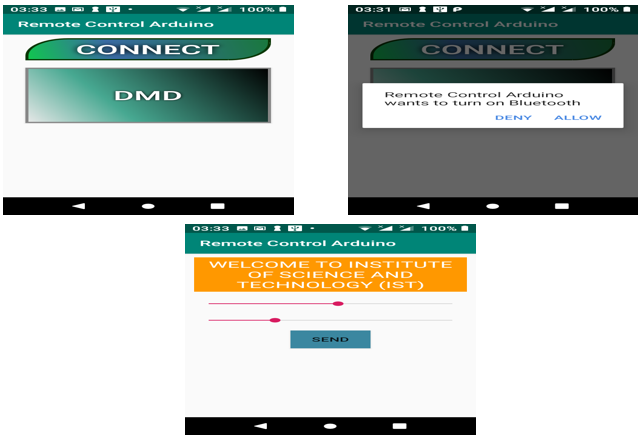 03:33 100%
Remote Control Arduino
CONNECT
DMD
03:31 100%
Remote Control Arduino
CONNECT
Remote Control Arduino
wants to turn on Bluetooth
DENY ALLOW
03:33 100%
Remote Control Arduino
WELCOME TO INSTITUTE
OF SCIENCE AND
TECHNOLOGY (IST)
SEND